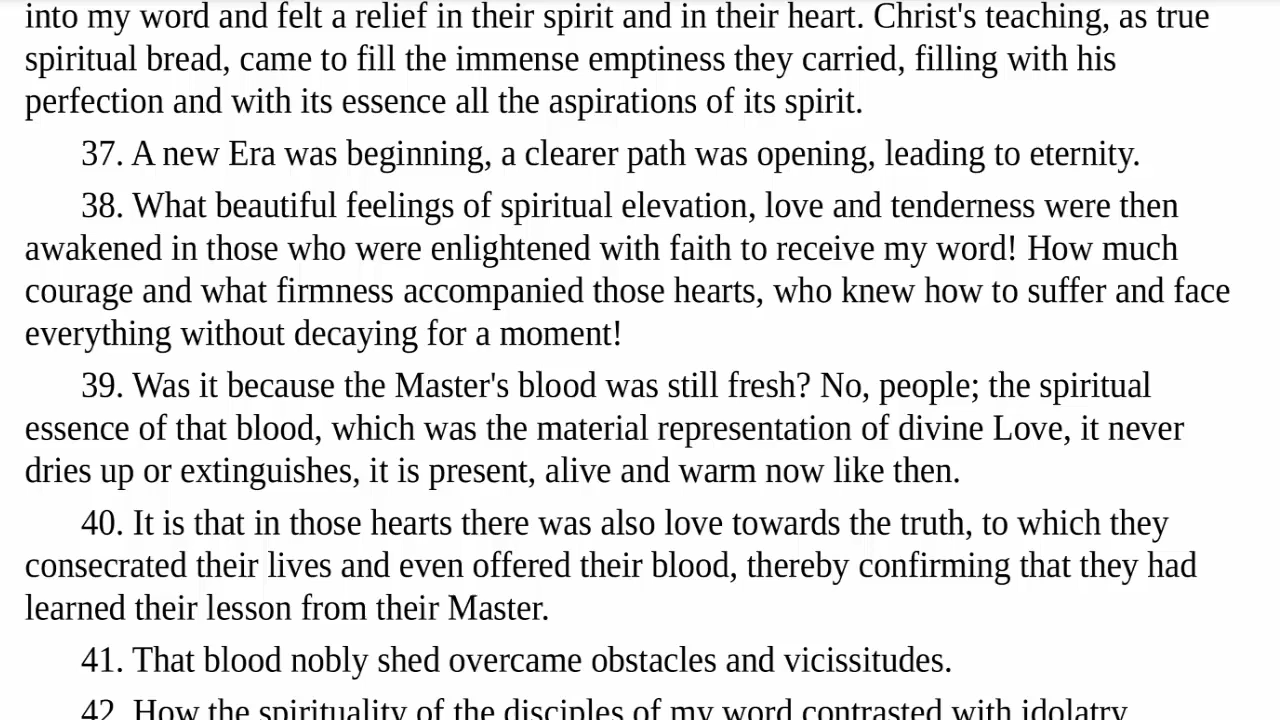 into my word and felt a relief in their spirit and in their heart. Christ's teaching, as true
spiritual bread, came to fill the immense emptiness they carried, filling with his
perfection and with its essence all the aspirations of its spirit.
37. A new Era was beginning, a clearer path was opening, leading to eternity.
38. What beautiful feelings of spiritual elevation, love and tenderness were then
awakened in those who were enlightened with faith to receive my word! How much
courage and what firmness accompanied those hearts, who knew how to suffer and face
everything without decaying for a moment!
39. Was it because the Master's blood was still fresh? No, people; the spiritual
essence of that blood, which was the material representation of divine Love, it never
dries up or extinguishes, it is present, alive and warm now like then.
40. It is that in those hearts there was also love towards the truth, to which they
consecrated their lives and even offered their blood, thereby confirming that they had
learned their lesson from their Master.
41. That blood nobly shed overcame obstacles and vicissitudes.
42. How the spirituality of the disciples of my word contrasted with idolatry,